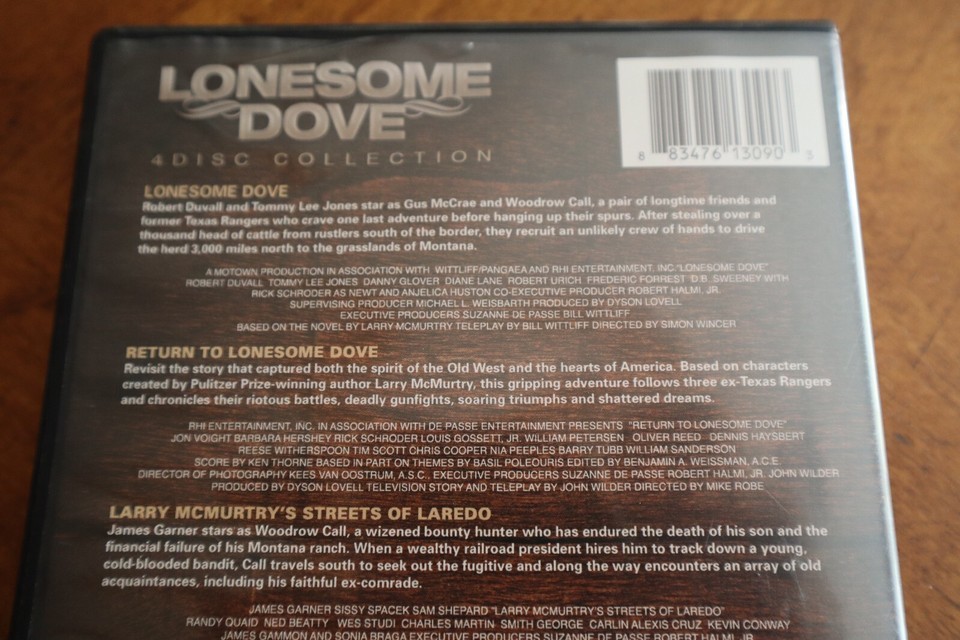 LONESOME
DOVE
4 DISC COLLECTION
8 83476 13090 3
LONESOME DOVE
Robert Duvall and Tommy Lee Jones star as Gus McCrae and Woodrow Call, a pair of longtime friends and
former Texas Rangers who crave one last adventure before hanging up their spurs. After stealing over a
thousand head of cattle from rustlers south of the border, they recruit an unlikely crew of hands to drive
the herd 3,000 miles north to the grasslands of Montana.
A MOTOWN PRODUCTION IN ASSOCIATION WITH WITTLIFF/PANGAEA AND RHI ENTERTAINMENT, INC "LONESOME DOVE"
ROBERT DUVALL TOMMY LEE JONES DANNY GLOVER DIANE LANE ROBERT URICH FREDERIC FORREST D.B. SWEENEY WITH
RICK SCHRODER AS NEWT AND ANJELICA HUSTON CO-EXECUTIVE PRODUCER ROBERT HALMI, JR.
SUPERVISING PRODUCER MICHAEL L. WEISBARTH PRODUCED BY DYSON LOVELL
EXECUTIVE PRODUCERS SUZANNE DE PASSE BILL WITTLIFF
BASED ON THE NOVEL BY LARRY MCMURTRY TELEPLAY BY BILL WITTLIFF DIRECTED BY SIMON WINCER
RETURN TO LONESOME DOVE
Revisit the story that captured both the spirit of the Old West and the hearts of America. Based on characters
created by Pulitzer Prize-winning author Larry McMurtry, this gripping adventure follows three ex-Texas Rangers
and chronicles their riotous battles, deadly gunfights, soaring triumphs and shattered dreams.
RHI ENTERTAINMENT, INC. IN ASSOCIATION WITH DE PASSE ENTERTAINMENT PRESENTS "RETURN TO LONESOME DOVE"
JON VOIGHT BARBARA HERSHEY RICK SCHRODER LOUIS GOSSETT, JR. WILLIAM PETERSEN OLIVER REED DENNIS HAYSBERT
REESE WITHERSPOON TIM SCOTT CHRIS COOPER NIA PEEPLES BARRY TUBB WILLIAM SANDERSON
SCORE BY KEN THORNE BASED IN PART ON THEMES BY BASIL POLEOURIS EDITED BY BENJAMIN A. WEISSMAN, A.C.E.
DIRECTOR OF PHOTOGRAPHY KEES VAN OOSTRUM, A.S.C., EXECUTIVE PRODUCERS SUZANNE DE PASSE ROBERT HALMI, JR. JOHN WILDER
PRODUCED BY DYSON LOVELL TELEVISION STORY AND TELEPLAY BY JOHN WILDER DIRECTED BY MIKE ROBE
LARRY MCMURTRY'S STREETS OF LAREDO
James Garner stars as Woodrow Call, a wizened bounty hunter who has endured the death of his son and the
financial failure of his Montana ranch. When a wealthy railroad president hires him to track down a young,
cold-blooded bandit, Call travels south to seek out the fugitive and along the way encounters an array of old
acquaintances, including his faithful ex-comrade.
JAMES GARNER SISSY SPACEK SAM SHEPARD "LARRY MCMURTRY'S STREETS OF LAREDO"
RANDY QUAID NED BEATTY WES STUDI CHARLES MARTIN SMITH GEORGE CARLIN ALEXIS CRUZ KEVIN CONWAY
JAMES GAMMON AND SONIA BRAGA EXECUTIVE PRODUCERS SUZANNE DE PASSE ROBERT HALMI, JR.